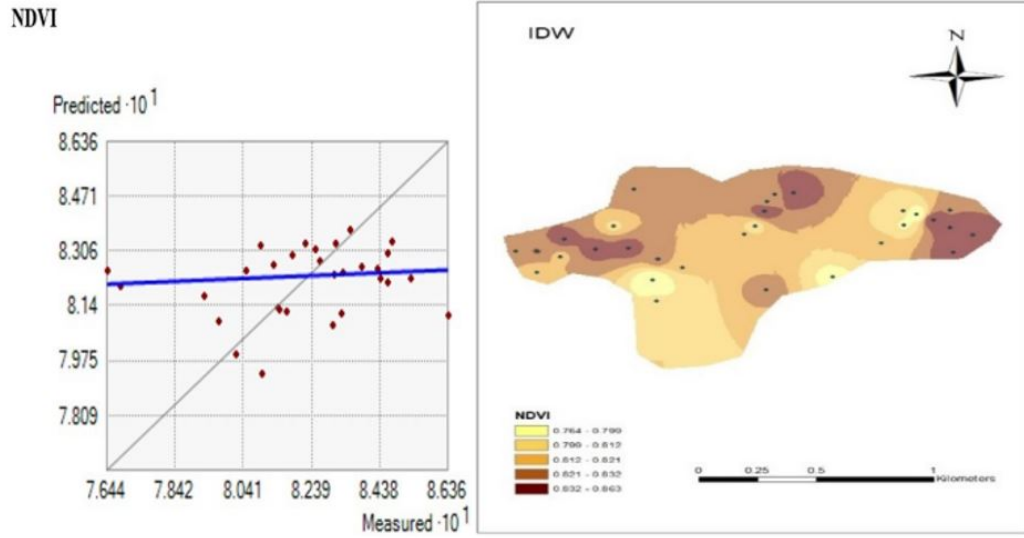 NDVI
Predicted ·10 1
8.636
8.471
8.306
8.14
7.975
7.809
7.644 7.842 8.041 8.239 8.438 8.636
Measured ·10 1
IDW
N
NDVI
0.764 - 0.799
0.799 - 0.812
0.812 - 0.821
0.821 - 0.832
0.832 - 0.863
0 0.25 0.5 1
Kilometers